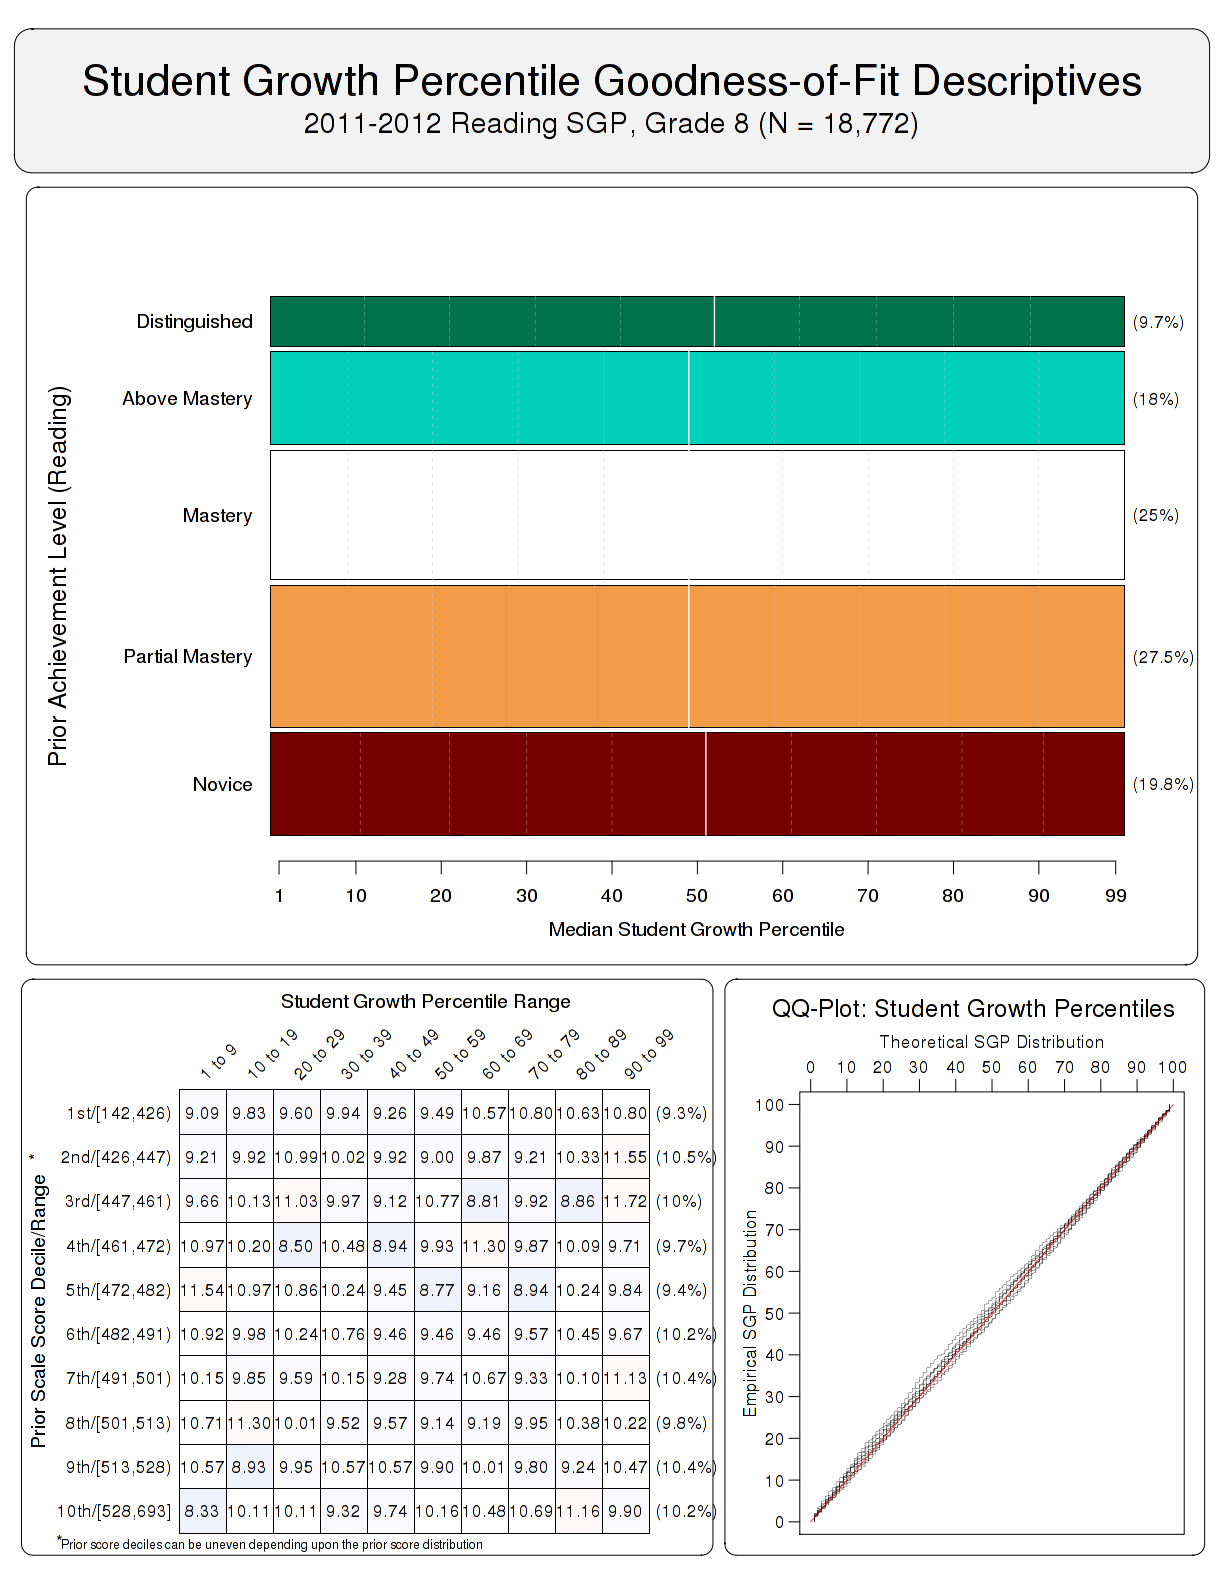 Student Growth Percentile Goodness-of-Fit Descriptives
2011-2012 Reading SGP, Grade 8 (N = 18,772)
Prior Achievement Level (Reading)
Distinguished (9.7%)
Above Mastery (18%)
Mastery (25%)
Partial Mastery (27.5%)
Novice (19.8%)
1 10 20 30 40 50 60 70 80 90 99
Median Student Growth Percentile
Student Growth Percentile Range
1 to 9 10 to 19 20 to 29 30 to 39 40 to 49 50 to 59 60 to 69 70 to 79 80 to 89 90 to 99
Prior Scale Score Decile/Range *
1st/[142,426) 9.09 9.83 9.60 9.94 9.26 9.49 10.57 10.80 10.63 10.80 (9.3%)
2nd/[426,447) 9.21 9.92 10.99 10.02 9.92 9.00 9.87 9.21 10.33 11.55 (10.5%)
3rd/[447,461) 9.66 10.13 11.03 9.97 9.12 10.77 8.81 9.92 8.86 11.72 (10%)
4th/[461,472) 10.97 10.20 8.50 10.48 8.94 9.93 11.30 9.87 10.09 9.71 (9.7%)
5th/[472,482) 11.54 10.97 10.86 10.24 9.45 8.77 9.16 8.94 10.24 9.84 (9.4%)
6th/[482,491) 10.92 9.98 10.24 10.76 9.46 9.46 9.46 9.57 10.45 9.67 (10.2%)
7th/[491,501) 10.15 9.85 9.59 10.15 9.28 9.74 10.67 9.33 10.10 11.13 (10.4%)
8th/[501,513) 10.71 11.30 10.01 9.52 9.57 9.14 9.19 9.95 10.38 10.22 (9.8%)
9th/[513,528) 10.57 8.93 9.95 10.57 10.57 9.90 10.01 9.80 9.24 10.47 (10.4%)
10th/[528,693] 8.33 10.11 10.11 9.32 9.74 10.16 10.48 10.69 11.16 9.90 (10.2%)
*Prior score deciles can be uneven depending upon the prior score distribution
QQ-Plot: Student Growth Percentiles
Theoretical SGP Distribution
0 10 20 30 40 50 60 70 80 90 100
Empirical SGP Distribution
100
90
80
70
60
50
40
30
20
10
0